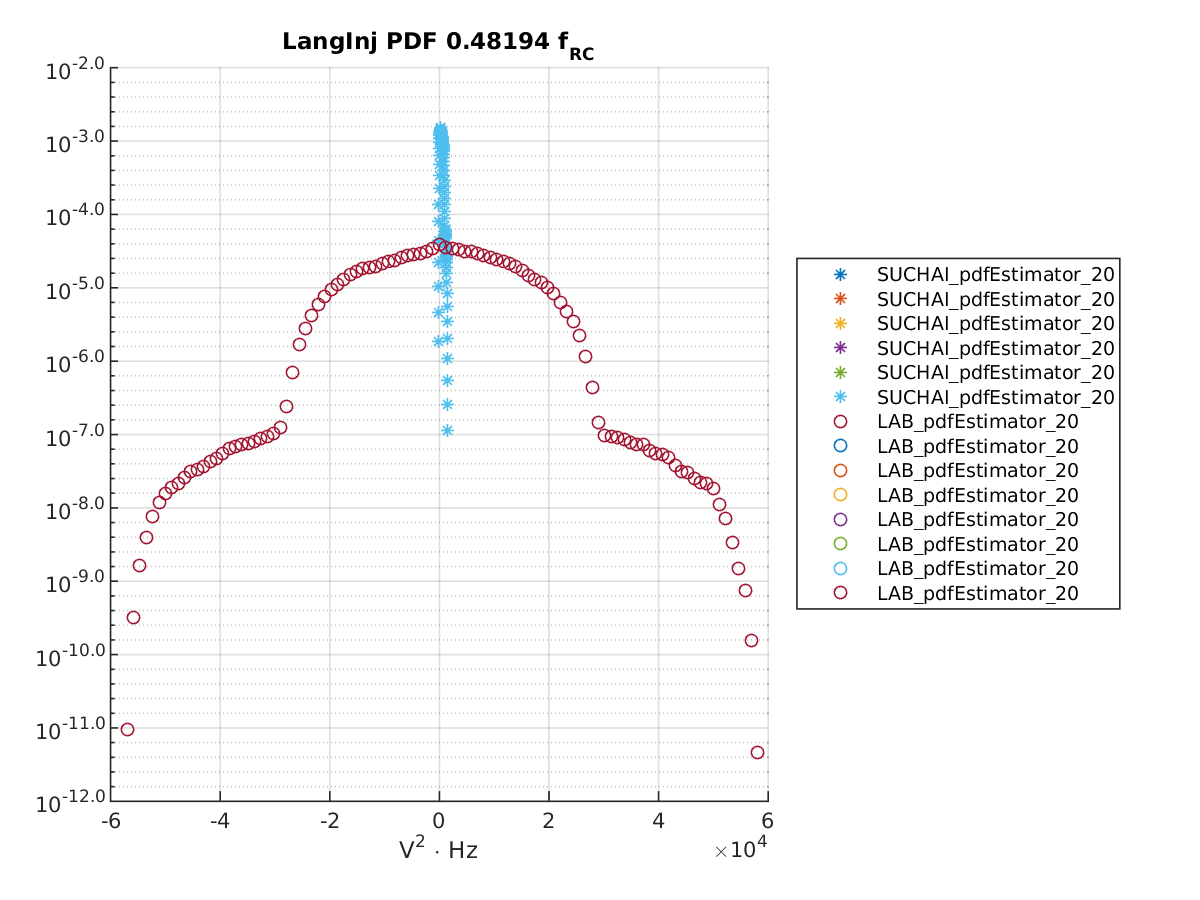 LangInj PDF 0.48194 f_RC
10^-2.0
10^-3.0
10^-4.0
10^-5.0
10^-6.0
10^-7.0
10^-8.0
10^-9.0
10^-10.0
10^-11.0
10^-12.0
-6 -4 -2 0 2 4 6
V^2 · Hz
×10^4
SUCHAI_pdfEstimator_20
SUCHAI_pdfEstimator_20
SUCHAI_pdfEstimator_20
SUCHAI_pdfEstimator_20
SUCHAI_pdfEstimator_20
SUCHAI_pdfEstimator_20
LAB_pdfEstimator_20
LAB_pdfEstimator_20
LAB_pdfEstimator_20
LAB_pdfEstimator_20
LAB_pdfEstimator_20
LAB_pdfEstimator_20
LAB_pdfEstimator_20
LAB_pdfEstimator_20